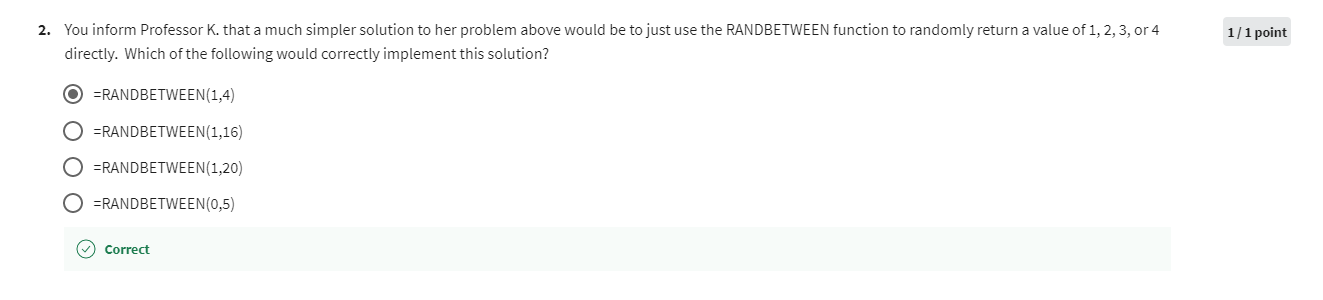 2. You inform Professor K. that a much simpler solution to her problem above would be to just use the RANDBETWEEN function to randomly return a value of 1, 2, 3, or 4
1 / 1 point
directly. Which of the following would correctly implement this solution?
=RANDBETWEEN(1,4)
=RANDBETWEEN(1,16)
=RANDBETWEEN(1,20)
=RANDBETWEEN(0,5)
Correct